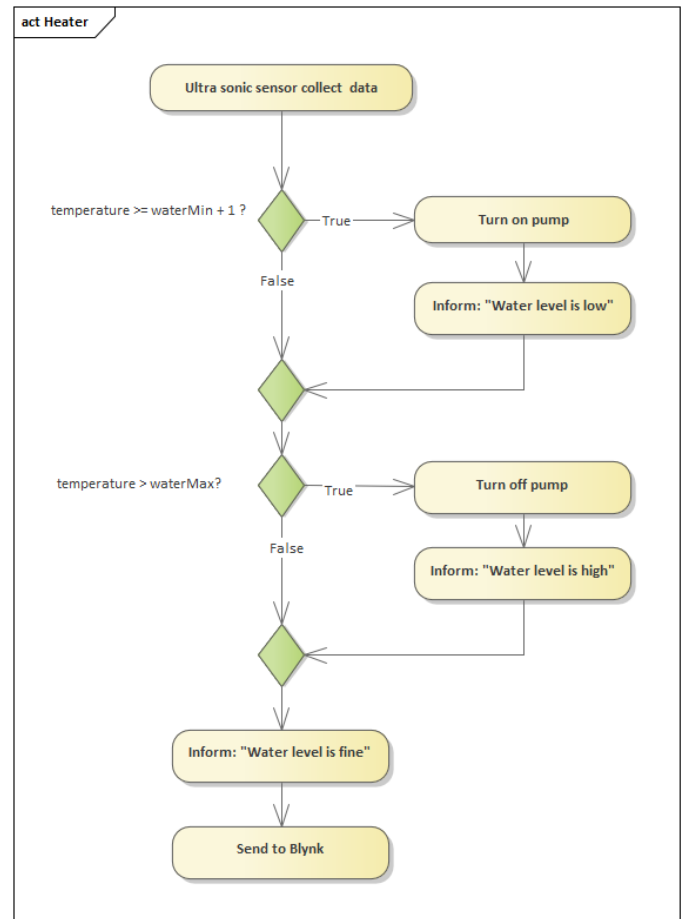 act Heater
Ultra sonic sensor collect data
temperature >= waterMin + 1 ?
True
Turn on pump
False
Inform: "Water level is low"
temperature > waterMax?
True
Turn off pump
False
Inform: "Water level is high"
Inform: "Water level is fine"
Send to Blynk